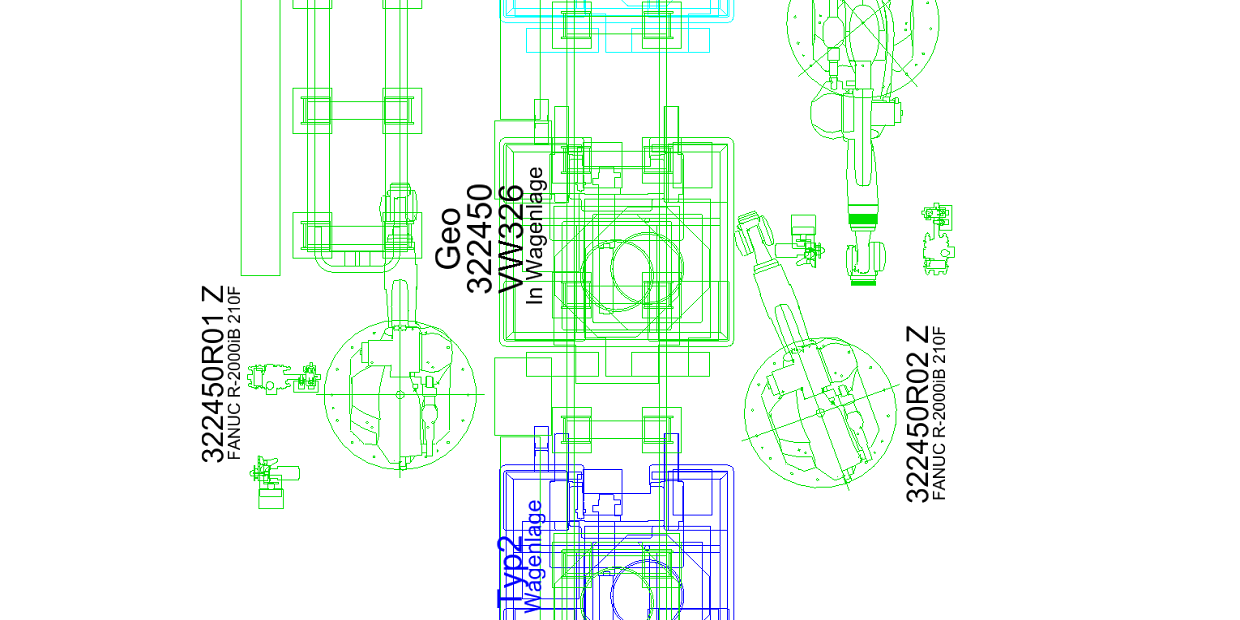 322450R01 Z
FANUC R-2000iB 210F
Geo
322450
VW326
In Wagenlage
Typ2
Wagenlage
322450R02 Z
FANUC R-2000iB 210F